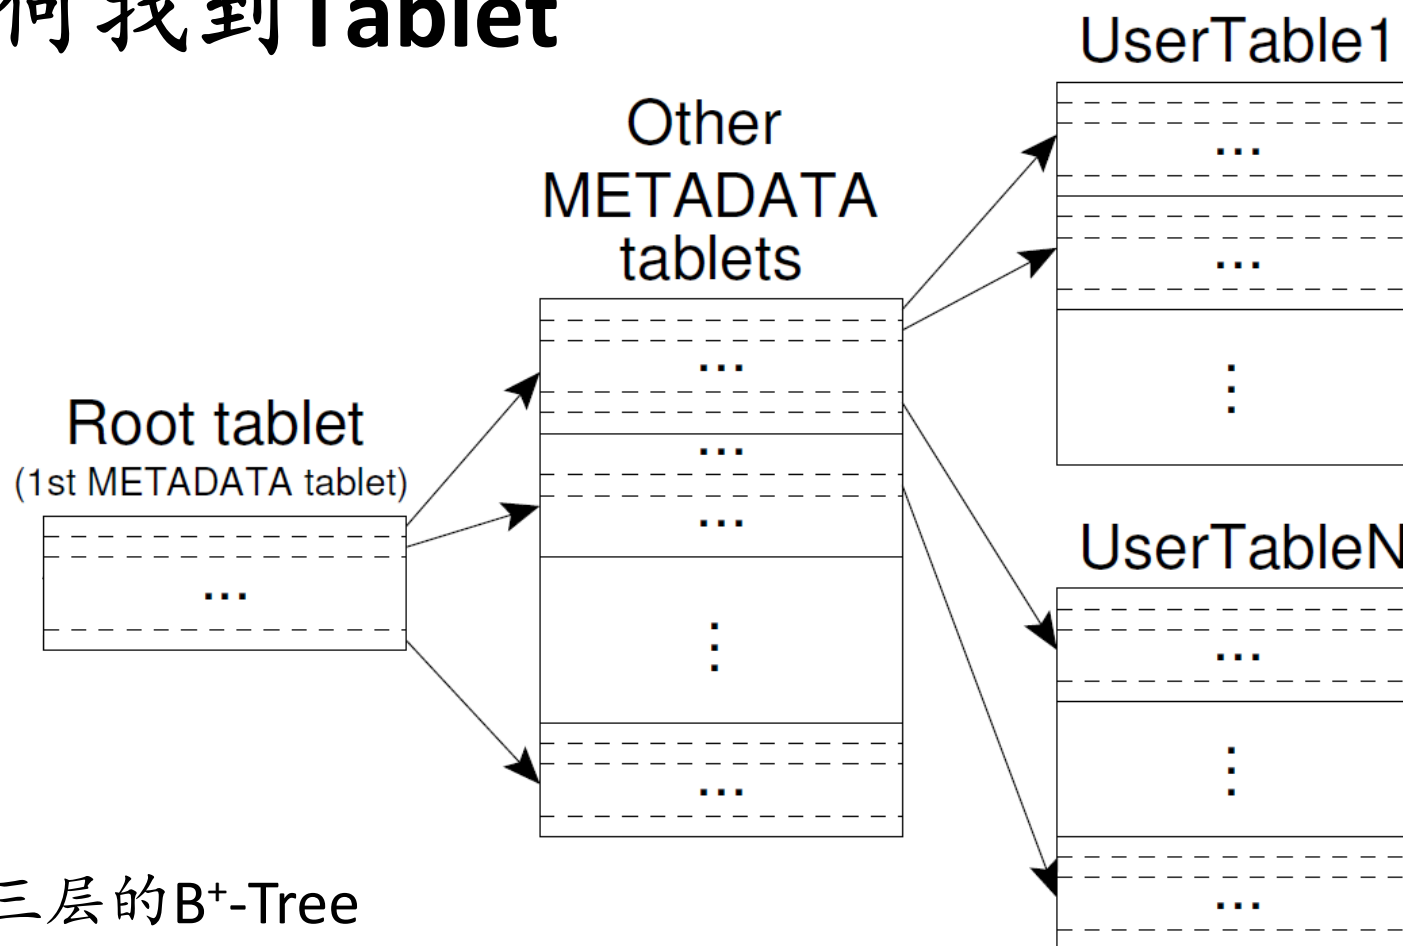 何找到Tablet
UserTable1
...
...
⋮
Other
METADATA
tablets
...
...
...
⋮
...
Root tablet
(1st METADATA tablet)
...
UserTableN
...
⋮
...
三层的B⁺-Tree